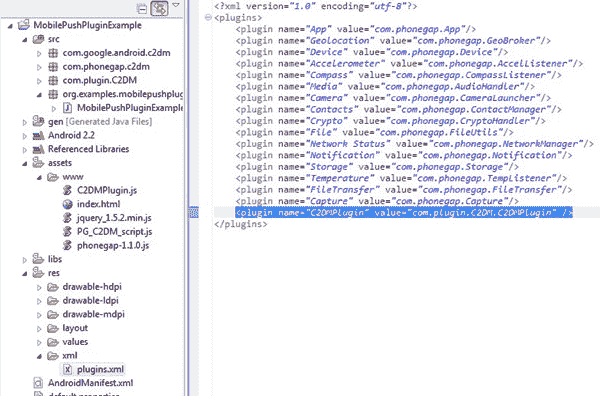 MobilePushPluginExample
src
com.google.android.c2dm
com.phonegap.c2dm
com.plugin.C2DM
org.examples.mobilepushplugin
MobilePushPluginExample
gen [Generated Java Files]
Android 2.2
Referenced Libraries
assets
www
C2DMPlugin.js
index.html
jquery_1.5.2.min.js
PG_C2DM_script.js
phonegap-1.1.0.js
libs
res
drawable-hdpi
drawable-ldpi
drawable-mdpi
layout
values
xml
plugins.xml
AndroidManifest.xml
default.properties
<?xml version="1.0" encoding="utf-8"?>
<plugins>
<plugin name="App" value="com.phonegap.App"/>
<plugin name="Geolocation" value="com.phonegap.GeoBroker"/>
<plugin name="Device" value="com.phonegap.Device"/>
<plugin name="Accelerometer" value="com.phonegap.AccelListener"/>
<plugin name="Compass" value="com.phonegap.CompassListener"/>
<plugin name="Media" value="com.phonegap.AudioHandler"/>
<plugin name="Camera" value="com.phonegap.CameraLauncher"/>
<plugin name="Contacts" value="com.phonegap.ContactManager"/>
<plugin name="Crypto" value="com.phonegap.CryptoHandler"/>
<plugin name="File" value="com.phonegap.FileUtils"/>
<plugin name="Network Status" value="com.phonegap.NetworkManager"/>
<plugin name="Notification" value="com.phonegap.Notification"/>
<plugin name="Storage" value="com.phonegap.Storage"/>
<plugin name="Temperature" value="com.phonegap.TempListener"/>
<plugin name="FileTransfer" value="com.phonegap.FileTransfer"/>
<plugin name="Capture" value="com.phonegap.Capture"/>
<plugin name="C2DMPlugin" value="com.plugin.C2DM.C2DMPlugin" />
</plugins>